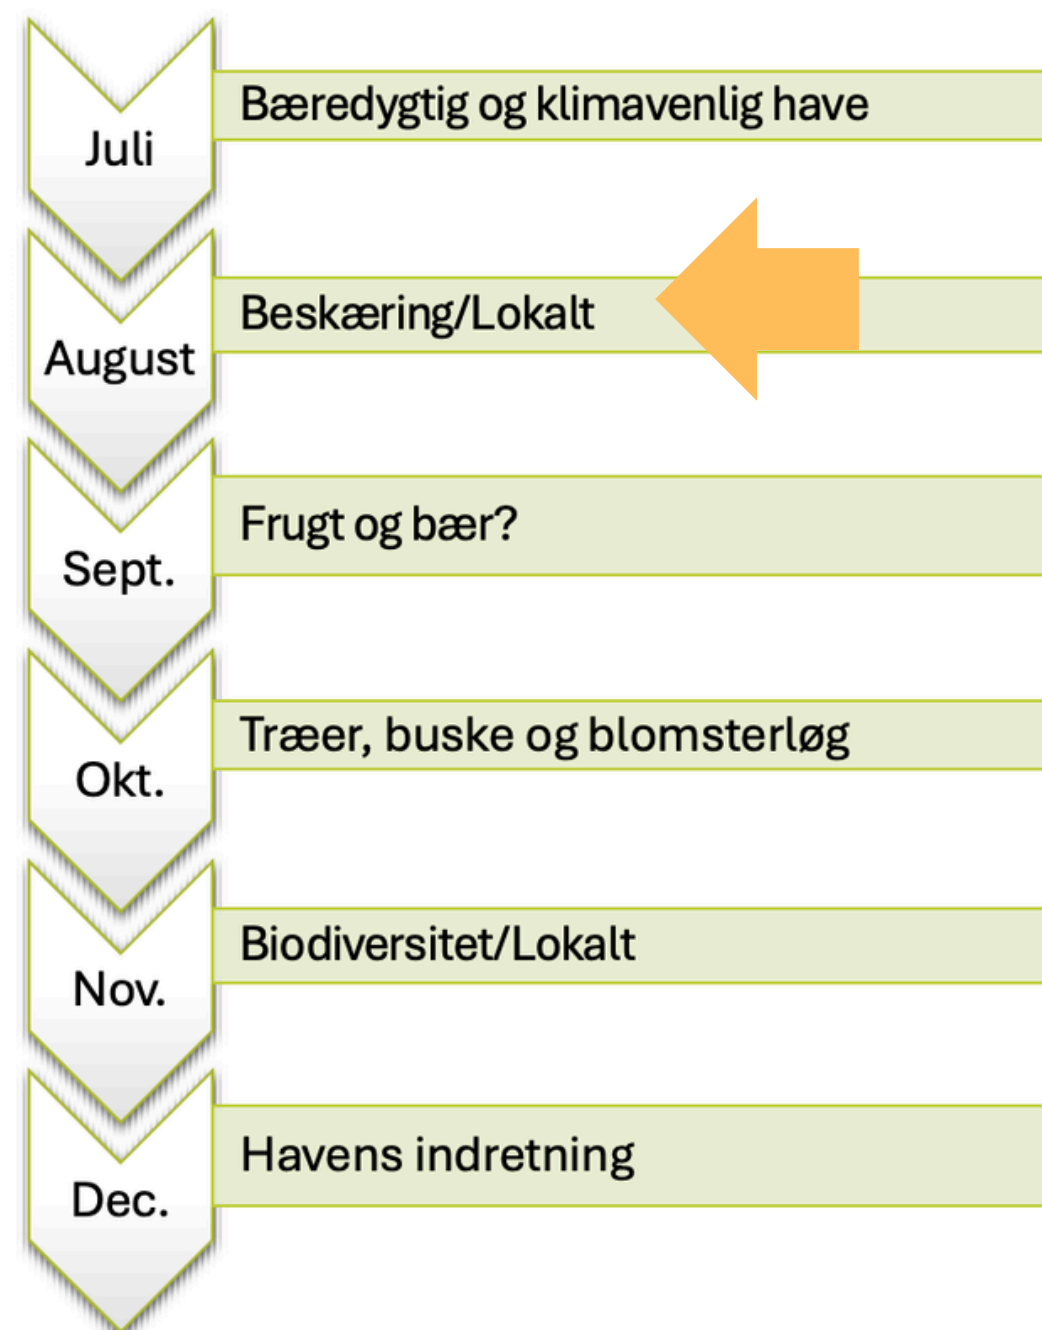 Juli
Bæredygtig og klimavenlig have
August
Beskæring/Lokalt
Sept.
Frugt og bær?
Okt.
Træer, buske og blomsterløg
Nov.
Biodiversitet/Lokalt
Dec.
Havens indretning